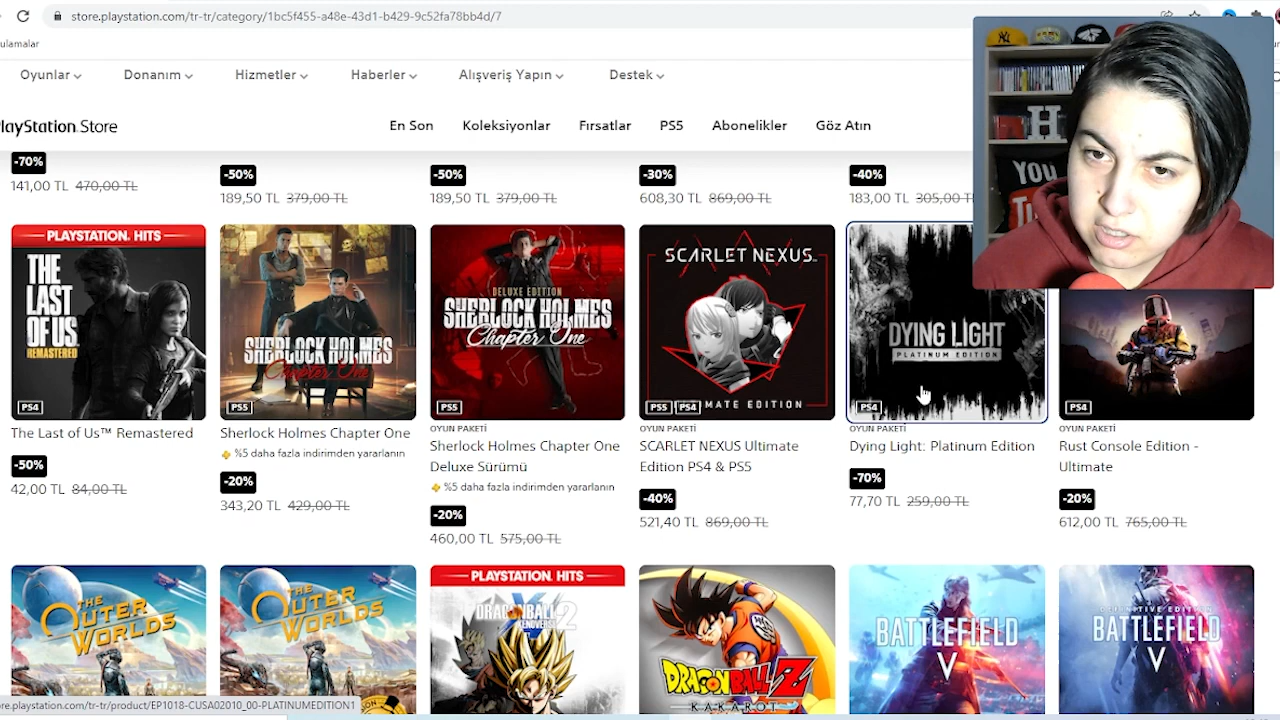 store.playstation.com/tr-tr/category/1bc5f455-a48e-43d1-b429-9c52fa78bb4d/7
ulamalar
Oyunlar Donanım Hizmetler Haberler Alışveriş Yapın Destek
PlayStation Store
En Son Koleksiyonlar Fırsatlar PS5 Abonelikler Göz Atın
-70%
141,00 TL 470,00 TL
-50%
189,50 TL 379,00 TL
-50%
189,50 TL 379,00 TL
-30%
608,30 TL 869,00 TL
-40%
183,00 TL 305,00 TL
YOU
H
PLAYSTATION HITS
THE LAST OF US
REMASTERED
PS4
The Last of Us™ Remastered
-50%
42,00 TL 84,00 TL
SHERLOCK HOLMES
Chapter One
PS5
Sherlock Holmes Chapter One
%5 daha fazla indirimden yararlanın
-20%
343,20 TL 429,00 TL
DELUXE EDITION
SHERLOCK HOLMES
Chapter One
PS5
OYUN PAKETİ
Sherlock Holmes Chapter One
Deluxe Sürümü
%5 daha fazla indirimden yararlanın
-20%
460,00 TL 575,00 TL
SCARLET NEXUS
PS5 PS4 IMATE EDITION
OYUN PAKETİ
SCARLET NEXUS Ultimate
Edition PS4 & PS5
-40%
521,40 TL 869,00 TL
DYING LIGHT
PLATINUM EDITION
PS4
OYUN PAKETİ
Dying Light: Platinum Edition
-70%
77,70 TL 259,00 TL
PS4
OYUN PAKETİ
Rust Console Edition -
Ultimate
-20%
612,00 TL 765,00 TL
THE OUTER WORLDS
THE OUTER WORLDS
PLAYSTATION HITS
DRAGONBALL
XENOVERSE 2
DRAGON BALL Z
KAKAROT
BATTLEFIELD
V
DEFINITIVE EDITION
BATTLEFIELD
V
re.playstation.com/tr-tr/product/EP1018-CUSA02010_00-PLATINUMEDITION1